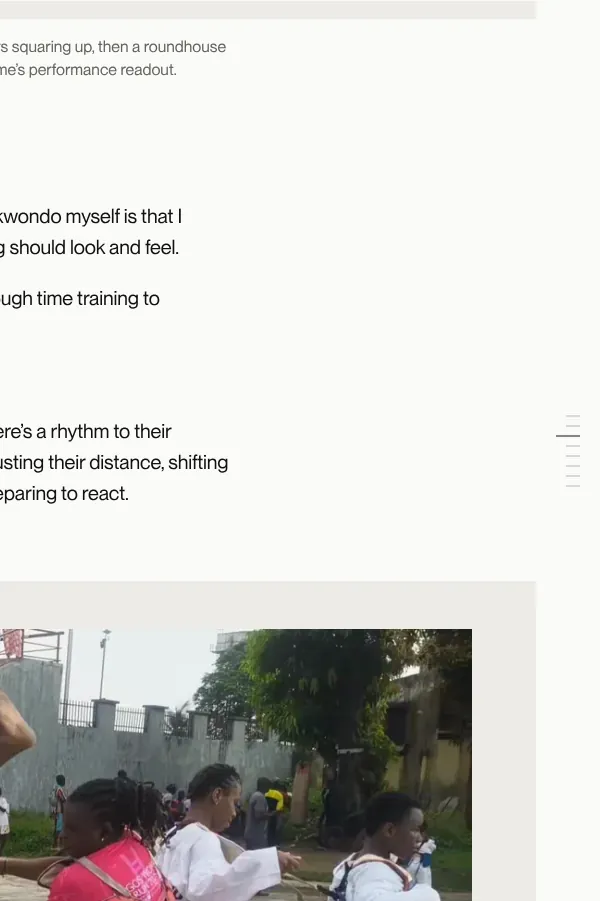 s squaring up, then a roundhouse
me's performance readout.
kwondo myself is that I
g should look and feel.
ough time training to
ere's a rhythm to their
usting their distance, shifting
eparing to react.